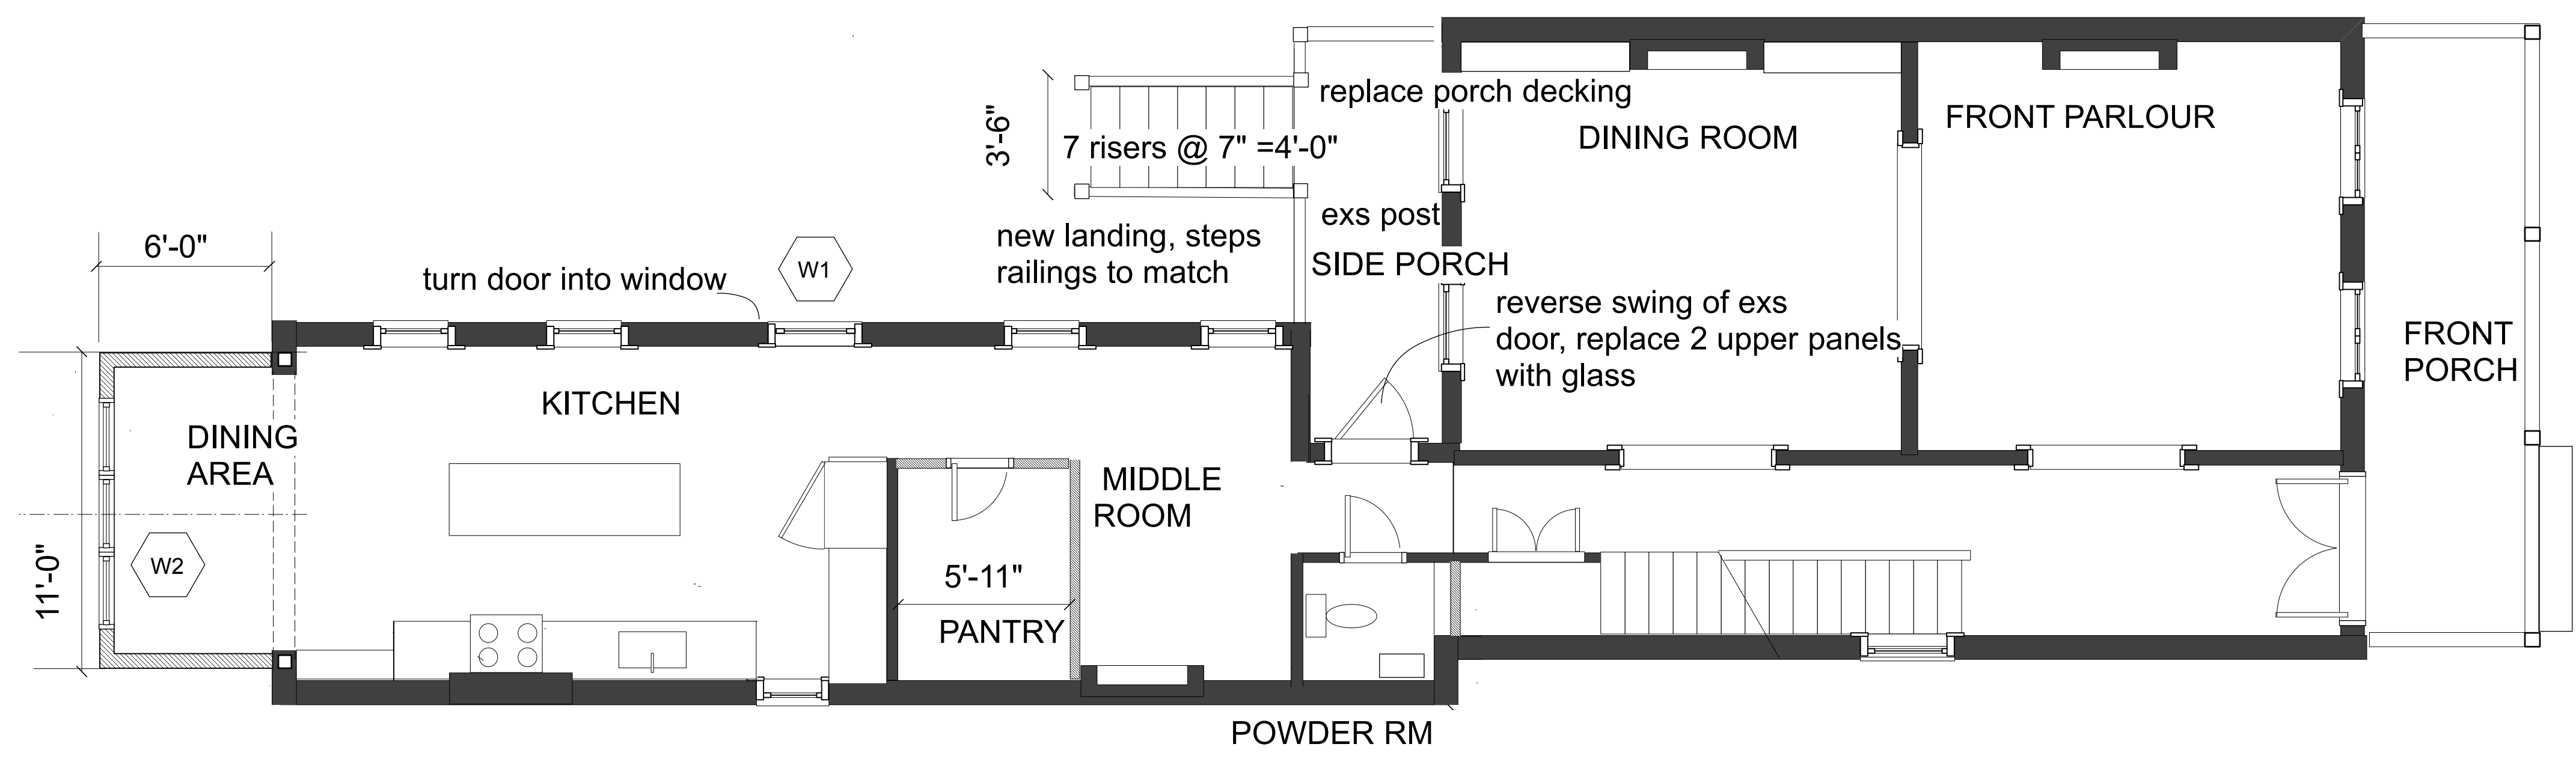 replace porch decking
3'-6"
7 risers @ 7" =4'-0"
DINING ROOM
FRONT PARLOUR
exs post
SIDE PORCH
new landing, steps
railings to match
6'-0"
turn door into window
W1
reverse swing of exs
door, replace 2 upper panels
with glass
FRONT
PORCH
KITCHEN
DINING
AREA
MIDDLE
ROOM
W2
11'-0"
5'-11"
PANTRY
POWDER RM